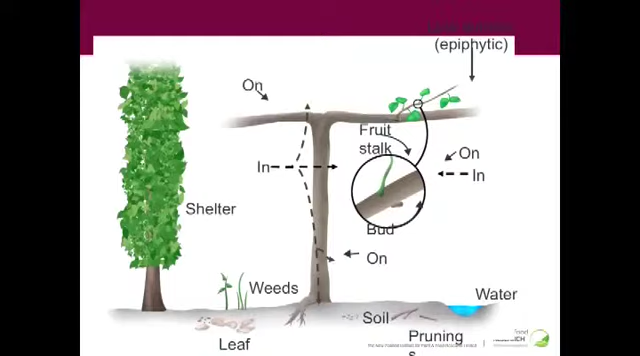 (epiphytic)
On
Fruit
stalk
On
In
In
Shelter
Bud
On
Weeds
Water
Soil
Leaf
Pruning
s